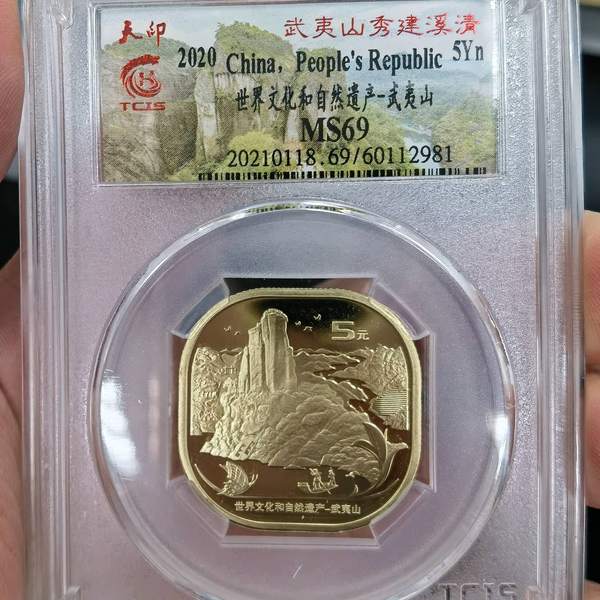 天印
武夷山秀建溪清
TCIS
2020 China, People's Republic 5Yn
世界文化和自然遗产-武夷山
MS69
20210118.69/60112981
5元
世界文化和自然遗产-武夷山
TCIS